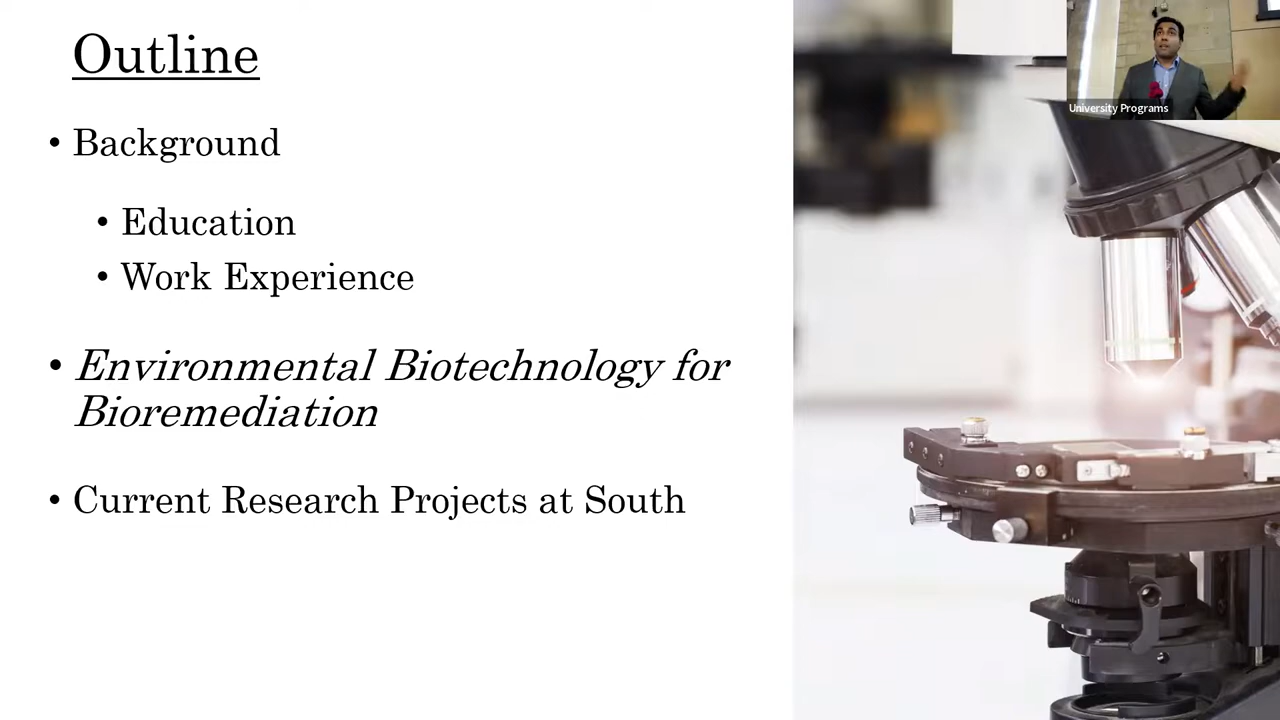 Outline
• Background
• Education
• Work Experience
• Environmental Biotechnology for
Bioremediation
• Current Research Projects at South
University Programs